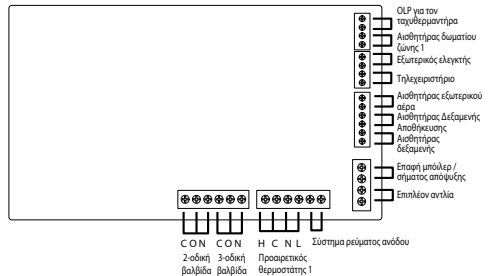 OLP για τον
ταχυθερμαντήρα
Αισθητήρας δωματίου
ζώνης 1
Εξωτερικός ελεγκτής
Τηλεχειριστήριο
Αισθητήρας εξωτερικού
αέρα
Αισθητήρας Δεξαμενής
Αποθήκευσης
Αισθητήρας
δεξαμενής
Επαφή μπόιλερ /
σήματος απόψυξης
Επιπλέον αντλία
C O N C O N H C N L Σύστημα ρεύματος ανόδου
2-οδική 3-οδική Προαιρετικός
βαλβίδα βαλβίδα θερμοστάτης 1